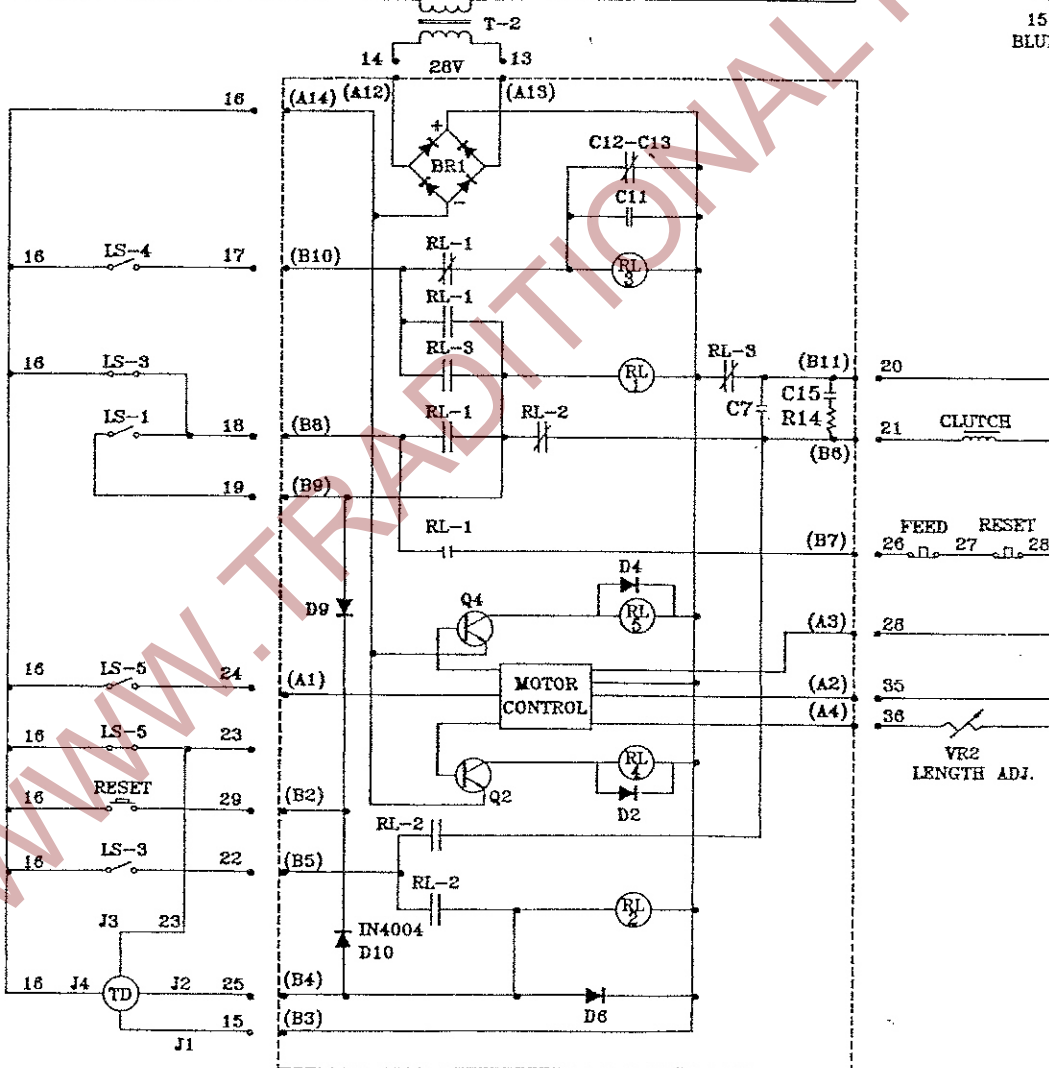 T-2
15
BLUE
14 13
28V
16 (A14) (A12) (A13)
+
BR1
-
C12-C13
C11
16 LS-4 17 (B10) RL-1 RL 3
RL-1
16 LS-3 RL-3 RL 1 RL-3 (B11) 20
C7 C15
R14
LS-1 18 (B8) RL-1 RL-2 (B6) 21 CLUTCH
19 (B9)
RL-1 (B7) 26 FEED 27 RESET 28
D9 Q4 D4
RL 5
(A3) 28
16 LS-5 24 (A1) MOTOR CONTROL (A2) 35
(A4) 36
VR2
LENGTH ADJ.
16 LS-5 23
Q2 RL 4
D2
16 RESET 29 (B2)
RL-2
16 LS-3 22 (B5)
RL-2 RL 2
J3 23
IN4004
D10
16 J4 TD J2 25 (B4) D6
15 (B3)
J1
WWW.TRADITIONAL